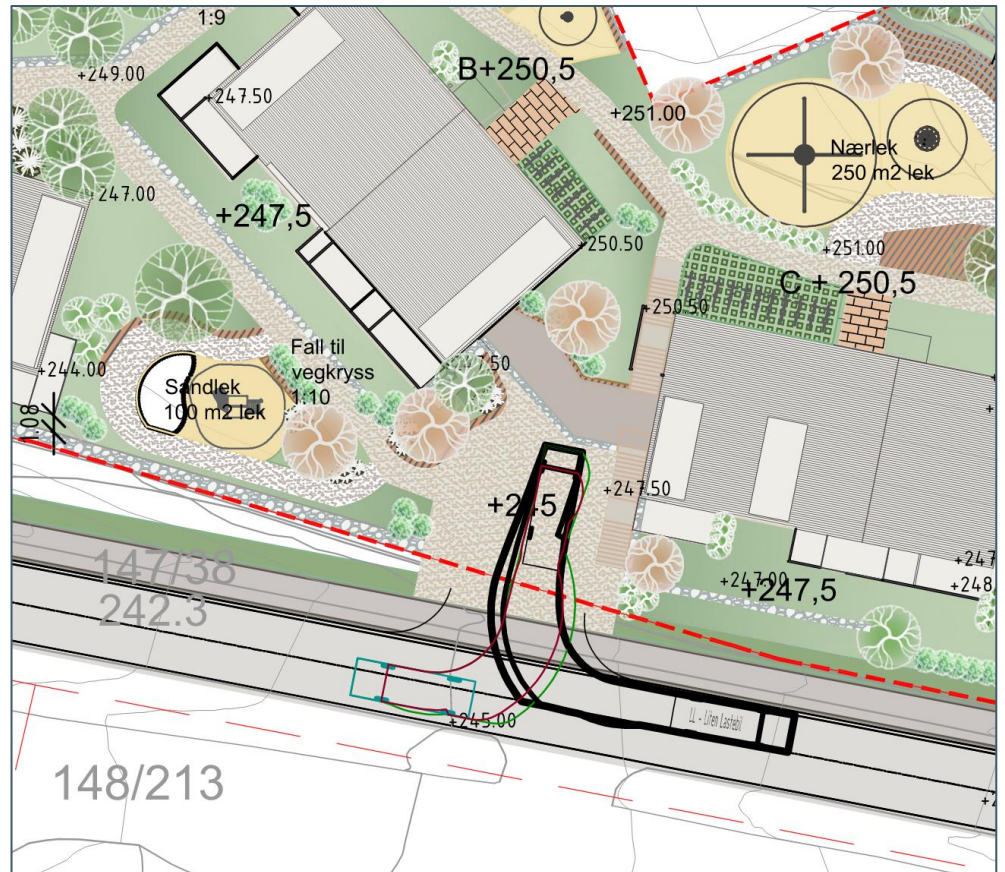 1:9
+249.00
B+250,5
+247.50
+251.00
Nærlek
250 m2 lek
+247.00
+247,5
+250.50
+251.00
C + 250,5
+250.50
Fall til
vegkryss
1:10
+244.00
Sandlek
100 m2 lek
1.08
+247.50
+245
147/38
242.3
+247.00
+247,5
+248
LL - Liten Lastebil
+245.00
148/213